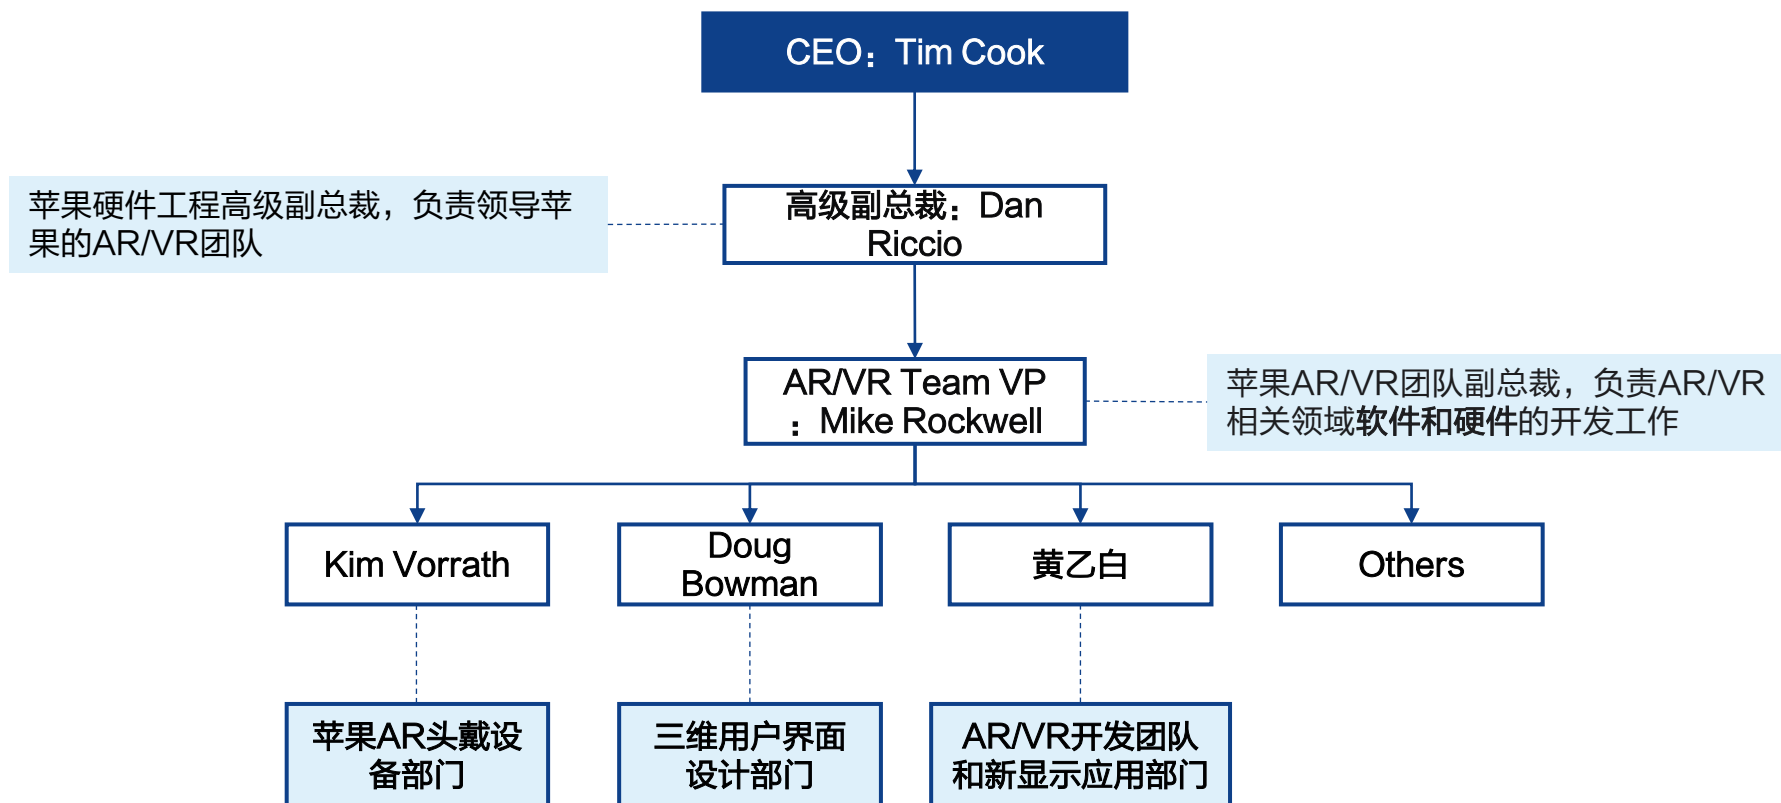 CEO：Tim Cook
苹果硬件工程高级副总裁，负责领导苹
果的AR/VR团队
高级副总裁：Dan
Riccio
AR/VR Team VP
：Mike Rockwell
苹果AR/VR团队副总裁，负责AR/VR
相关领域软件和硬件的开发工作
Kim Vorrath
Doug
Bowman
黄乙白
Others
苹果AR头戴设
备部门
三维用户界面
设计部门
AR/VR开发团队
和新显示应用部门